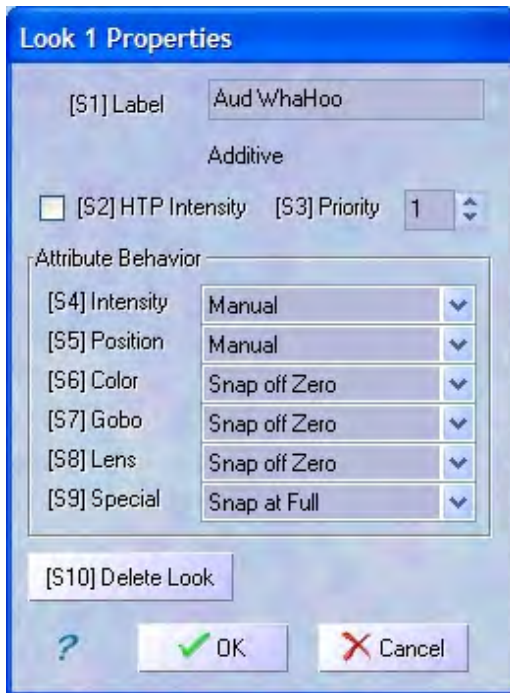 Look 1 Properties
[S1] Label Aud WhaHoo
Additive
[S2] HTP Intensity [S3] Priority 1
Attribute Behavior
[S4] Intensity Manual
[S5] Position Manual
[S6] Color Snap off Zero
[S7] Gobo Snap off Zero
[S8] Lens Snap off Zero
[S9] Special Snap at Full
[S10] Delete Look
? OK Cancel